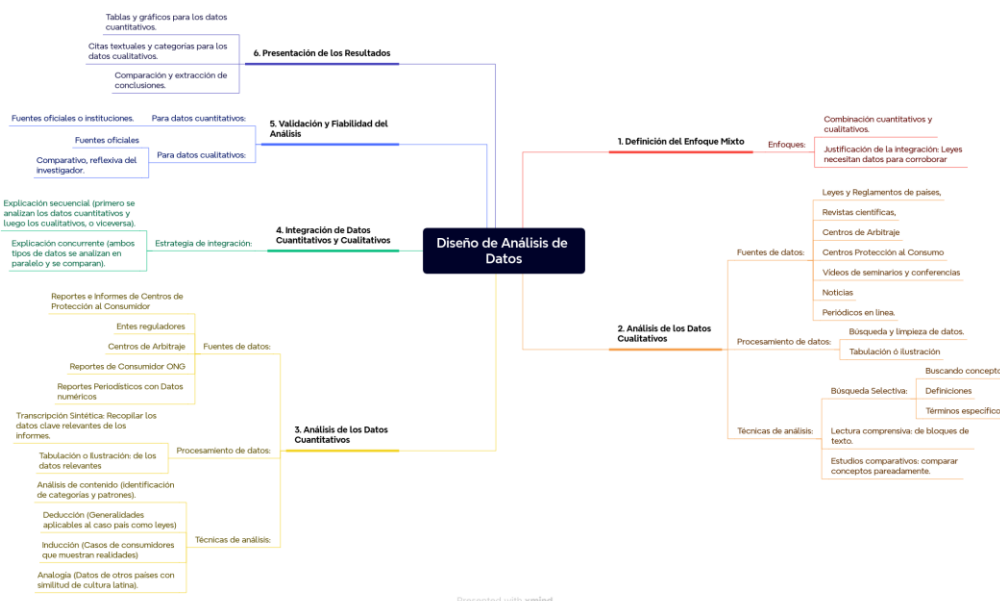 Diseño de Análisis de
Datos
1. Definición del Enfoque Mixto
Enfoques:
Combinación cuantitativos y
cualitativos.
Justificación de la integración: Leyes
necesitan datos para corroborar
2. Análisis de los Datos
Cualitativos
Fuentes de datos:
Leyes y Reglamentos de países,
Revistas científicas,
Centros de Arbitraje
Centros Protección al Consumo
Vídeos de seminarios y conferencias
Noticias
Periódicos en línea.
Procesamiento de datos:
Búsqueda y limpieza de datos.
Tabulación ó ilustración
Técnicas de análisis:
Búsqueda Selectiva:
Buscando concepto
Definiciones
Términos específico
Lectura comprensiva: de bloques de
texto.
Estudios comparativos: comparar
conceptos pareadamente.
3. Análisis de los Datos
Cuantitativos
Fuentes de datos:
Reportes e Informes de Centros de
Protección al Consumidor
Entes reguladores
Centros de Arbitraje
Reportes de Consumidor ONG
Reportes Periodísticos con Datos
numéricos
Procesamiento de datos:
Transcripción Sintética: Recopilar los
datos clave relevantes de los
informes.
Tabulación o Ilustración: de los
datos relevantes
Técnicas de análisis:
Análisis de contenido (identificación
de categorías y patrones).
Deducción (Generalidades
aplicables al caso país como leyes)
Inducción (Casos de consumidores
que muestran realidades)
Analogía (Datos de otros países con
similitud de cultura latina).
4. Integración de Datos
Cuantitativos y Cualitativos
Estrategia de integración:
Explicación secuencial (primero se
analizan los datos cuantitativos y
luego los cualitativos, o viceversa).
Explicación concurrente (ambos
tipos de datos se analizan en
paralelo y se comparan).
5. Validación y Fiabilidad del
Análisis
Para datos cuantitativos:
Fuentes oficiales o instituciones.
Para datos cualitativos:
Fuentes oficiales
Comparativo, reflexiva del
investigador.
6. Presentación de los Resultados
Tablas y gráficos para los datos
cuantitativos.
Citas textuales y categorías para los
datos cualitativos.
Comparación y extracción de
conclusiones.
Presented with xmind